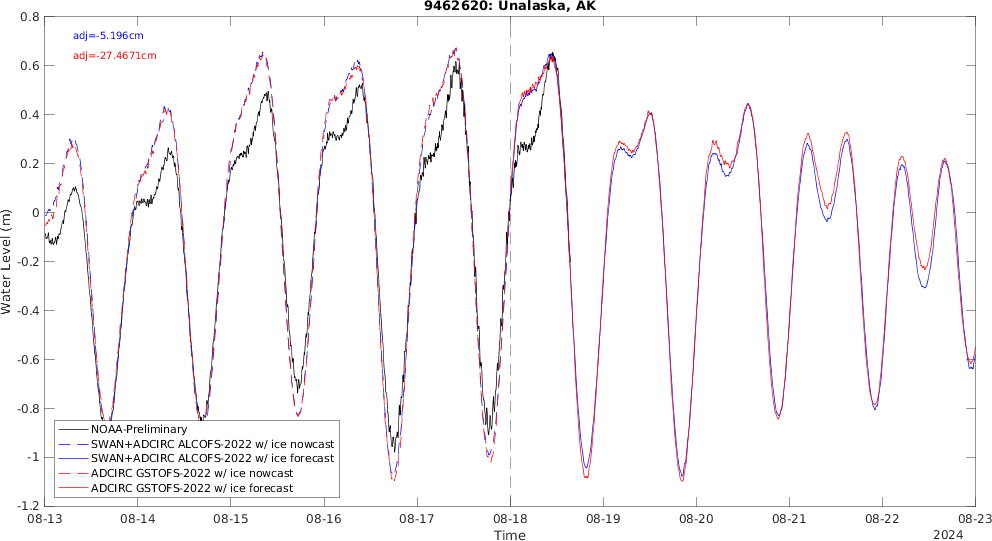 9462620: Unalaska, AK
adj=-5.196cm
adj=-27.4671cm
0.8
0.6
0.4
0.2
0
-0.2
-0.4
-0.6
-0.8
-1
-1.2
Water Level (m)
NOAA-Preliminary
SWAN+ADCIRC ALCOFS-2022 w/ ice nowcast
SWAN+ADCIRC ALCOFS-2022 w/ ice forecast
ADCIRC GSTOFS-2022 w/ ice nowcast
ADCIRC GSTOFS-2022 w/ ice forecast
08-13 08-14 08-15 08-16 08-17 08-18 08-19 08-20 08-21 08-22 08-23
Time
2024